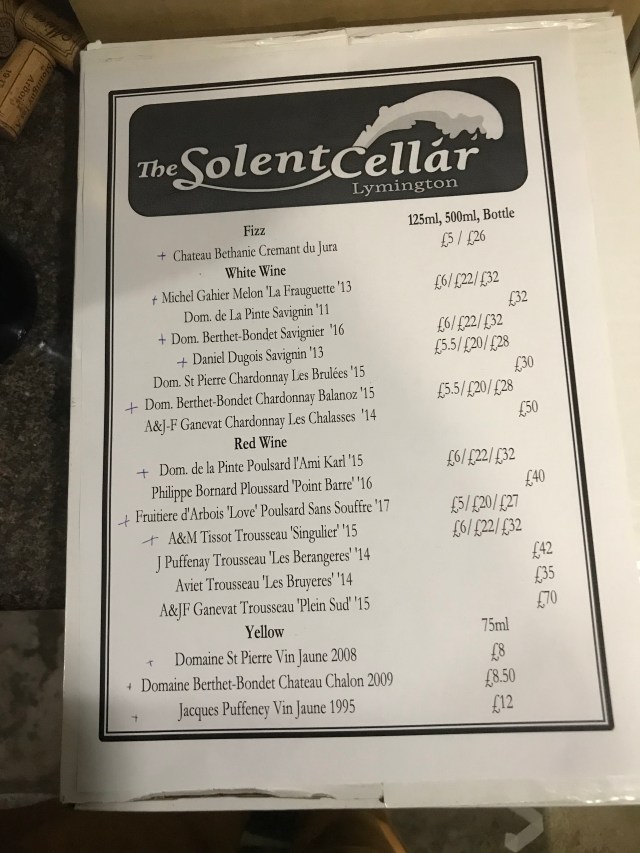 The Solent Cellar
Lymington
125ml, 500ml, Bottle
Fizz
+ Chateau Bethanie Cremant du Jura £5 / £26
White Wine
+ Michel Gahier Melon 'La Frauguette '13 £6/£22/£32
Dom. de La Pinte Savignin '11 £32
+ Dom. Berthet-Bondet Savignier '16 £6/£22/£32
+ Daniel Dugois Savignin '13 £5.5/£20/£28
Dom. St Pierre Chardonnay Les Brulées '15 £30
+ Dom. Berthet-Bondet Chardonnay Balanoz '15 £5.5/£20/£28
A&J-F Ganevat Chardonnay Les Chalasses '14 £50
Red Wine
+ Dom. de la Pinte Poulsard l'Ami Karl '15 £6/£22/£32
Philippe Bornard Ploussard 'Point Barre' '16 £40
+ Fruitiere d'Arbois 'Love' Poulsard Sans Souffre '17 £5/£20/£27
+ A&M Tissot Trousseau 'Singulier' '15 £6/£22/£32
J Puffenay Trousseau 'Les Berangeres' '14 £42
Aviet Trousseau 'Les Bruyeres' '14 £35
A&JF Ganevat Trousseau 'Plein Sud' '15 £70
Yellow 75ml
+ Domaine St Pierre Vin Jaune 2008 £8
+ Domaine Berthet-Bondet Chateau Chalon 2009 £8.50
+ Jacques Puffeney Vin Jaune 1995 £12